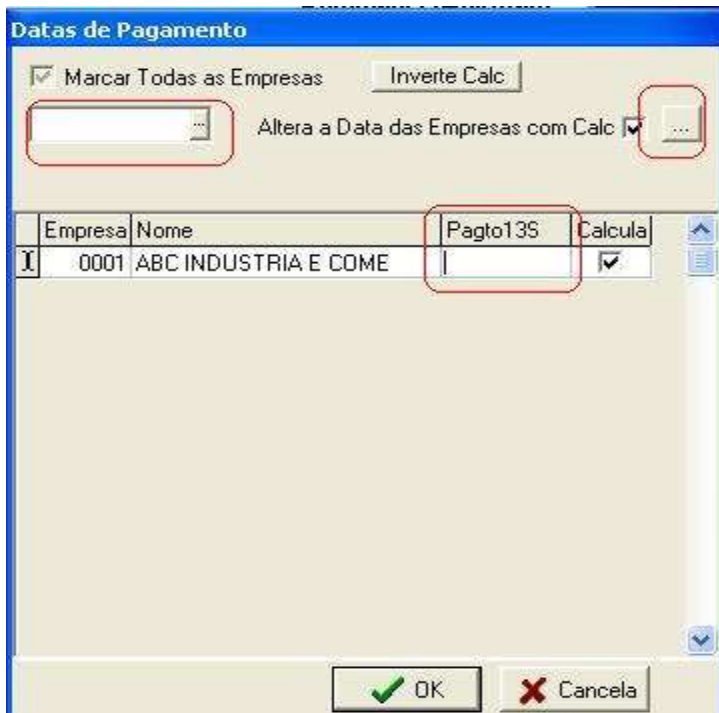 Datas de Pagamento
Marcar Todas as Empresas Inverte Calc
... Altera a Data das Empresas com Calc ...
Empresa Nome Pagto13S Calcula
0001 ABC INDUSTRIA E COME
OK Cancela